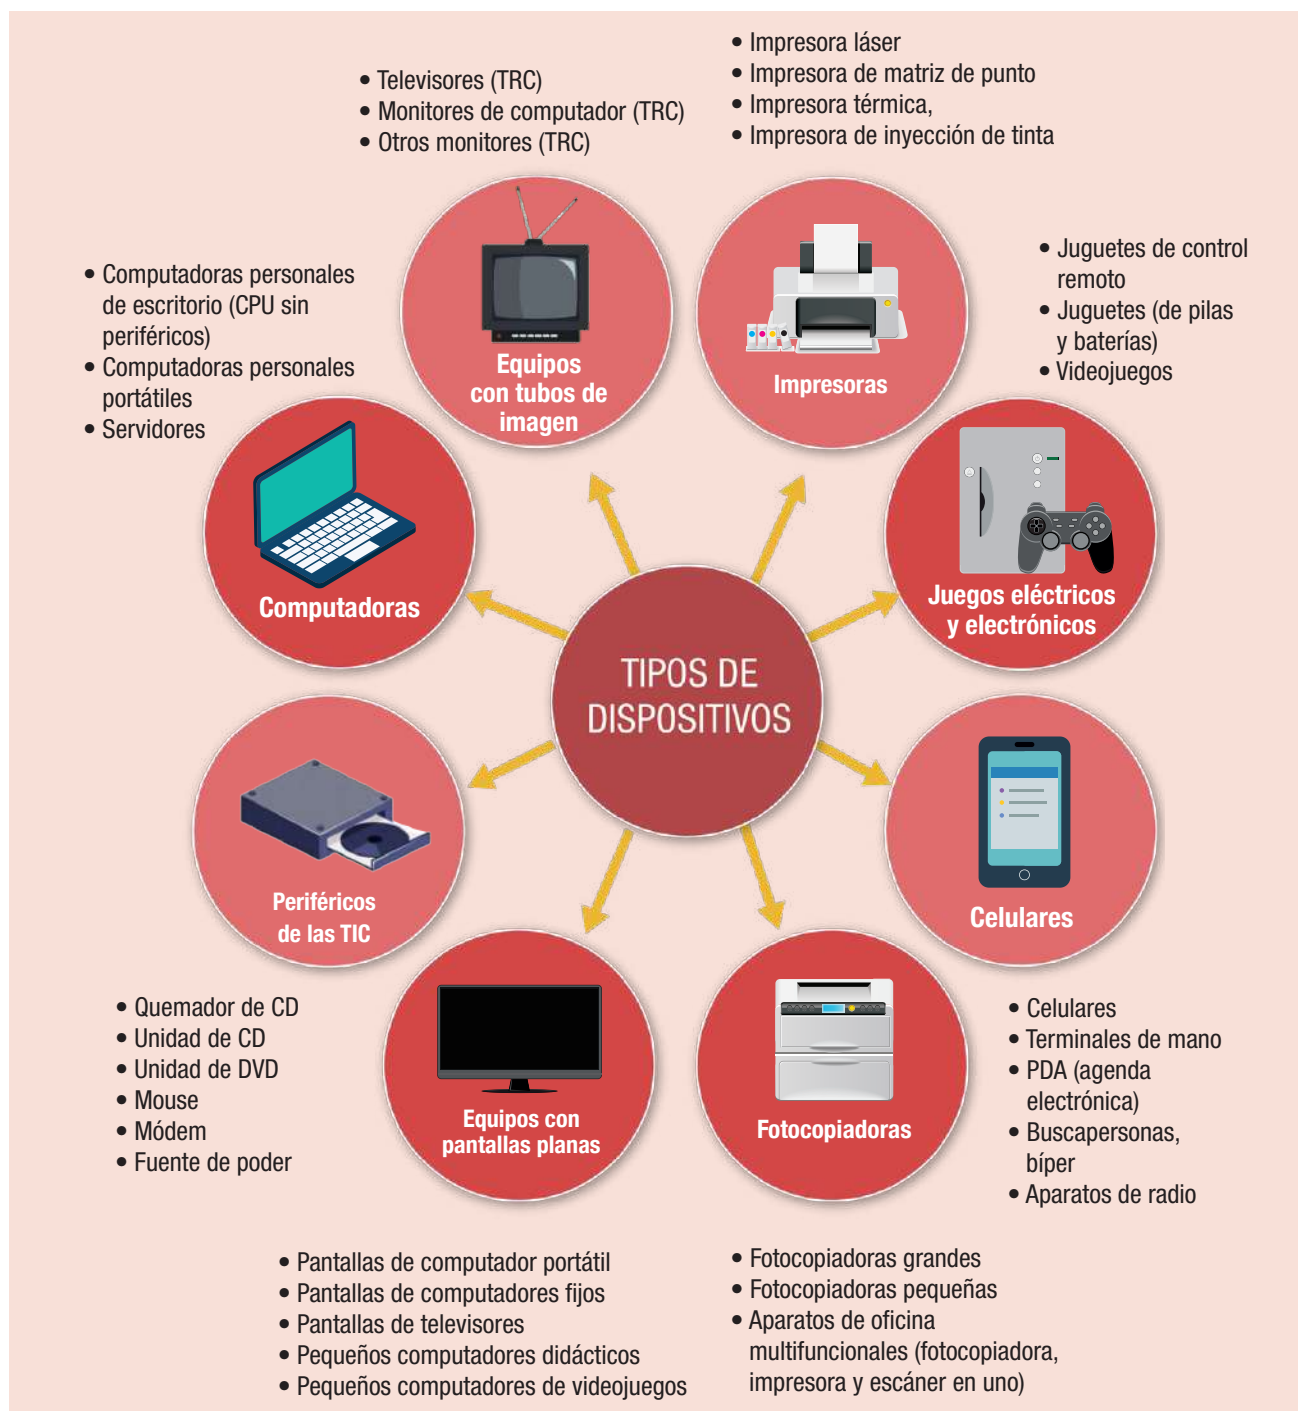 • Impresora láser
• Impresora de matriz de punto
• Impresora térmica,
• Impresora de inyección de tinta
• Televisores (TRC)
• Monitores de computador (TRC)
• Otros monitores (TRC)
• Juguetes de control
remoto
• Juguetes (de pilas
y baterías)
• Videojuegos
• Computadoras personales
de escritorio (CPU sin
periféricos)
• Computadoras personales
portátiles
• Servidores
Equipos
con tubos de
imagen
Impresoras
Computadoras
Juegos eléctricos
y electrónicos
TIPOS DE
DISPOSITIVOS
Periféricos
de las TIC
Celulares
• Quemador de CD
• Unidad de CD
• Unidad de DVD
• Mouse
• Módem
• Fuente de poder
Equipos con
pantallas planas
Fotocopiadoras
• Celulares
• Terminales de mano
• PDA (agenda
electrónica)
• Buscapersonas,
bíper
• Aparatos de radio
• Pantallas de computador portátil
• Pantallas de computadores fijos
• Pantallas de televisores
• Pequeños computadores didácticos
• Pequeños computadores de videojuegos
• Fotocopiadoras grandes
• Fotocopiadoras pequeñas
• Aparatos de oficina
multifuncionales (fotocopiadora,
impresora y escáner en uno)